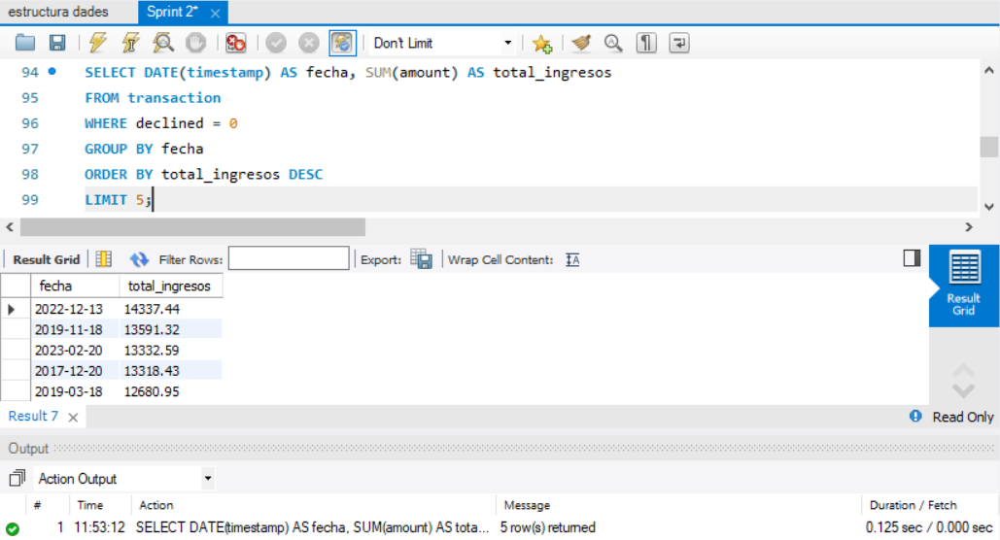 estructura dades Sprint 2* ×
Don't Limit
94 SELECT DATE(timestamp) AS fecha, SUM(amount) AS total_ingresos
95 FROM transaction
96 WHERE declined = 0
97 GROUP BY fecha
98 ORDER BY total_ingresos DESC
99 LIMIT 5;
Result Grid Filter Rows: Export: Wrap Cell Content: IA
fecha total_ingresos
2022-12-13 14337.44
2019-11-18 13591.32
2023-02-20 13332.59
2017-12-20 13318.43
2019-03-18 12680.95
Result
Grid
Result 7 × Read Only
Output
Action Output
# Time Action Message Duration / Fetch
1 11:53:12 SELECT DATE(timestamp) AS fecha, SUM(amount) AS tota... 5 row(s) returned 0.125 sec / 0.000 sec